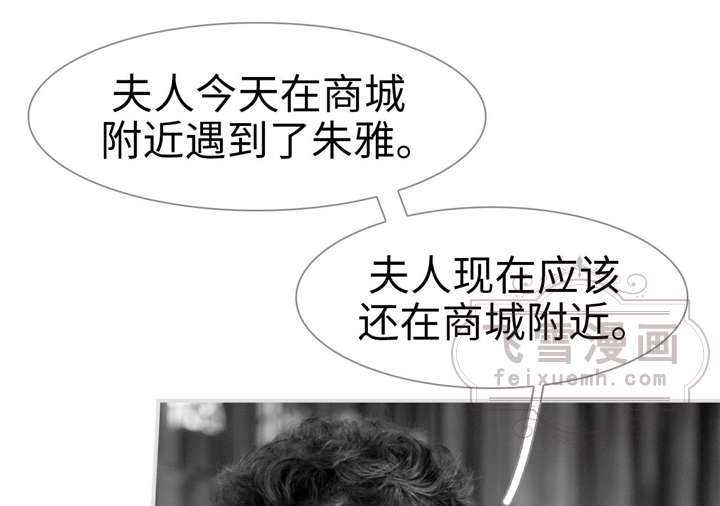 夫人今天在商城
附近遇到了朱雅。
夫人现在应该
还在商城附近。
飞雪漫画
feixuemh.com